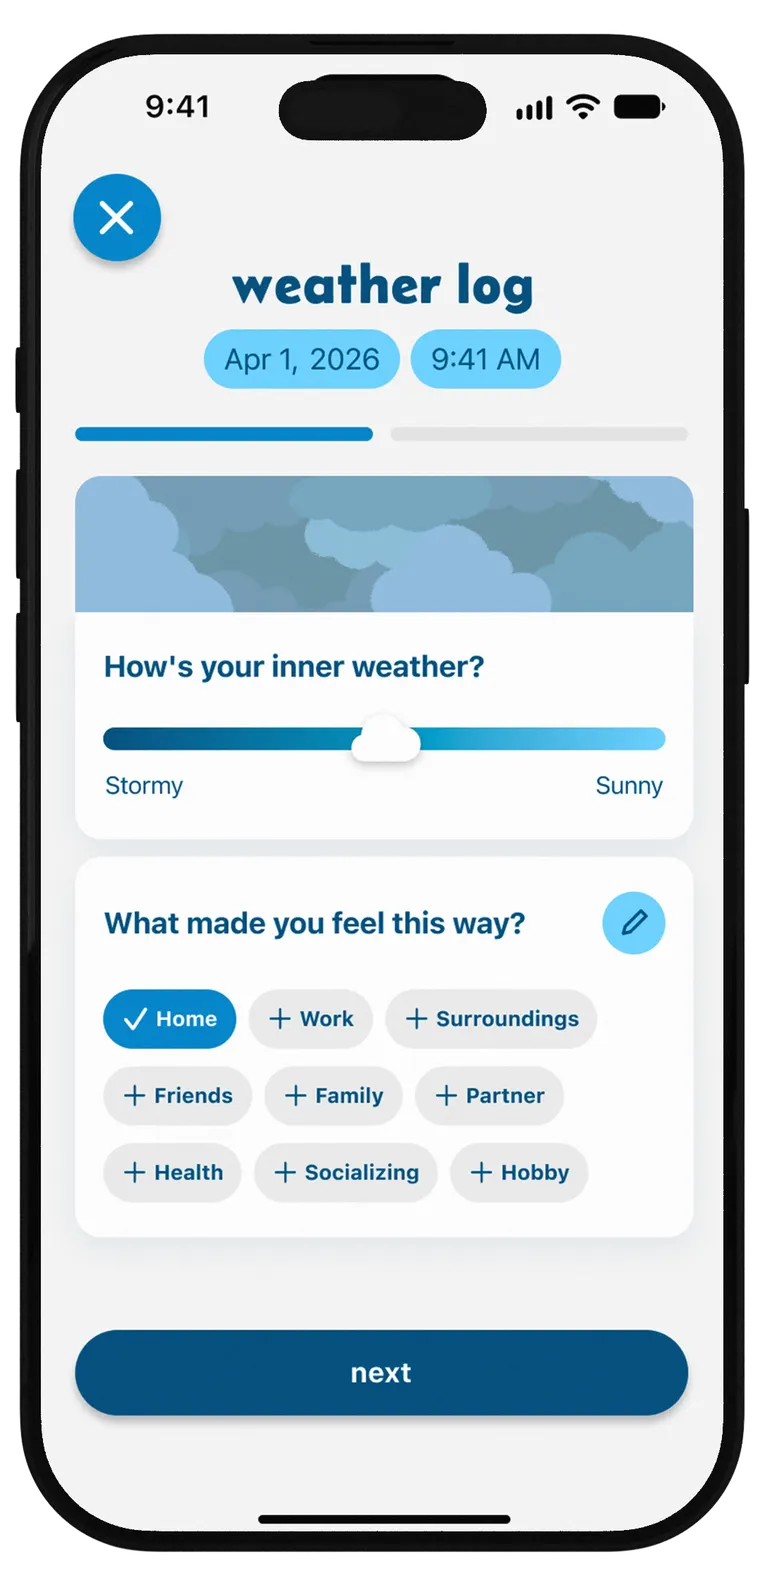 9:41
weather log
Apr 1, 2026 9:41 AM
How's your inner weather?
Stormy Sunny
What made you feel this way?
Home Work Surroundings
Friends Family Partner
Health Socializing Hobby
next